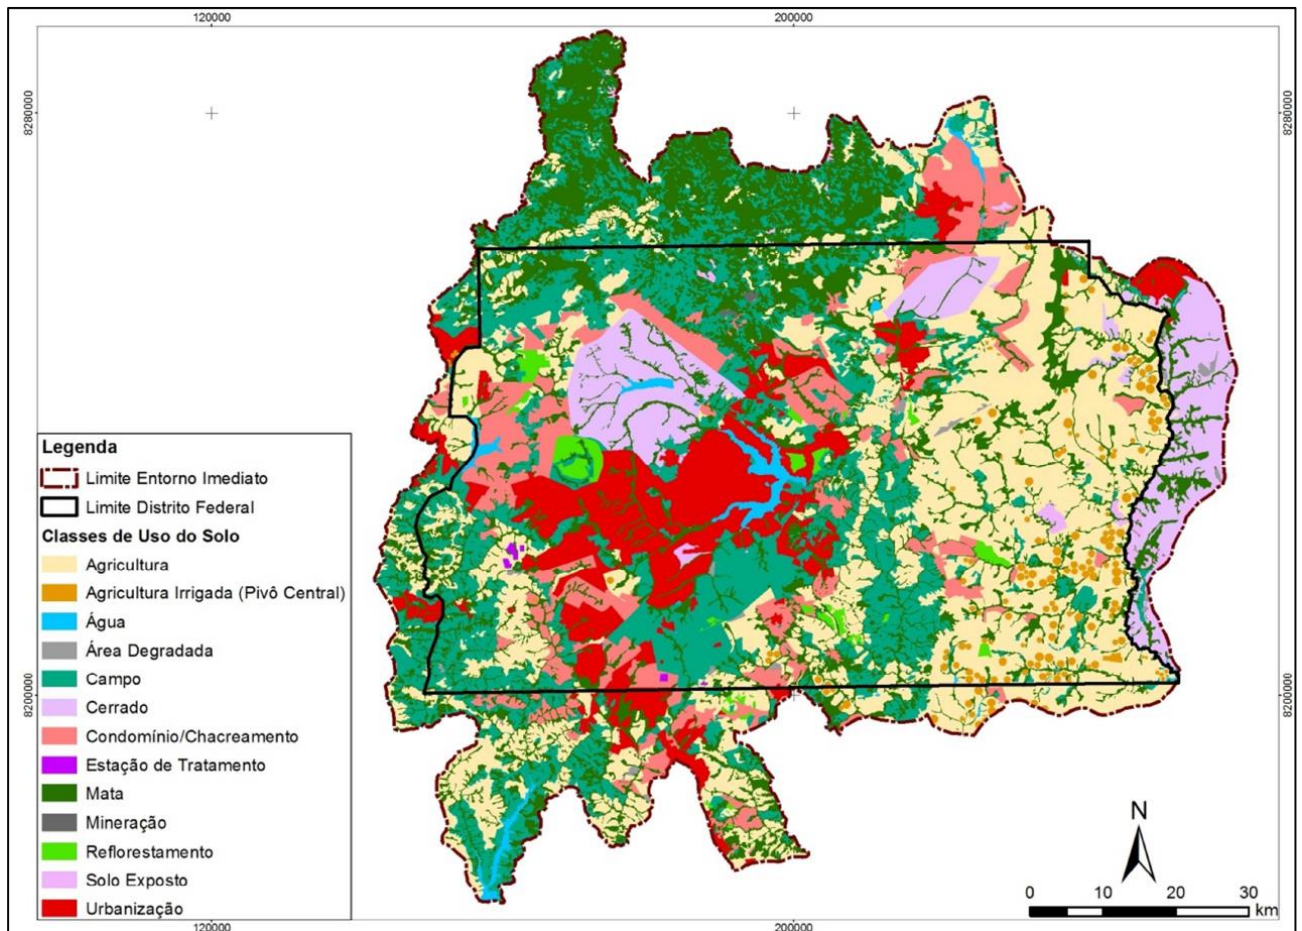 120000
200000
8280000
8280000
Legenda
Limite Entorno Imediato
Limite Distrito Federal
Classes de Uso do Solo
Agricultura
Agricultura Irrigada (Pivô Central)
Água
Área Degradada
Campo
Cerrado
Condomínio/Chacreamento
Estação de Tratamento
Mata
Mineração
Reflorestamento
Solo Exposto
Urbanização
8200000
8200000
N
0 10 20 30
km
120000
200000